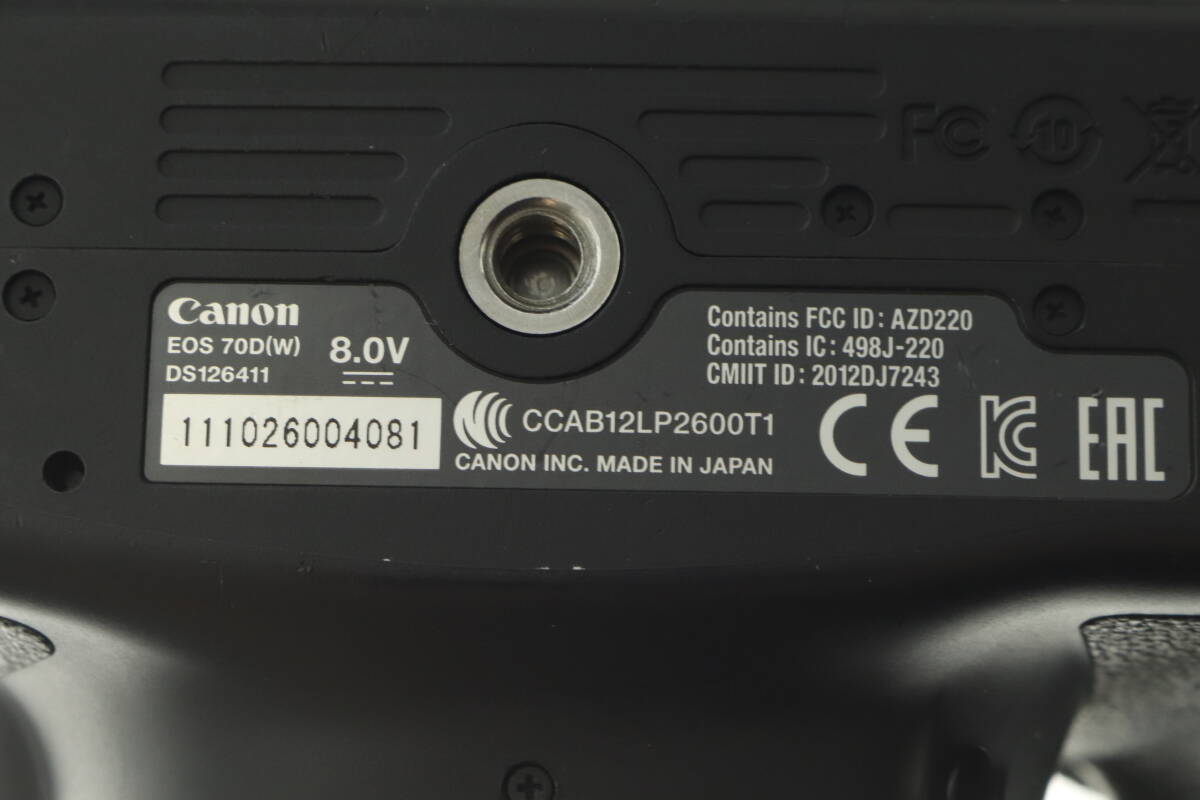 FC
10
Canon
EOS 70D(W)
8.0V
DS126411
111026004081
CCAB12LP2600T1
CANON INC. MADE IN JAPAN
Contains FCC ID: AZD220
Contains IC: 498J-220
CMIIT ID: 2012DJ7243
CE
KC
EAC